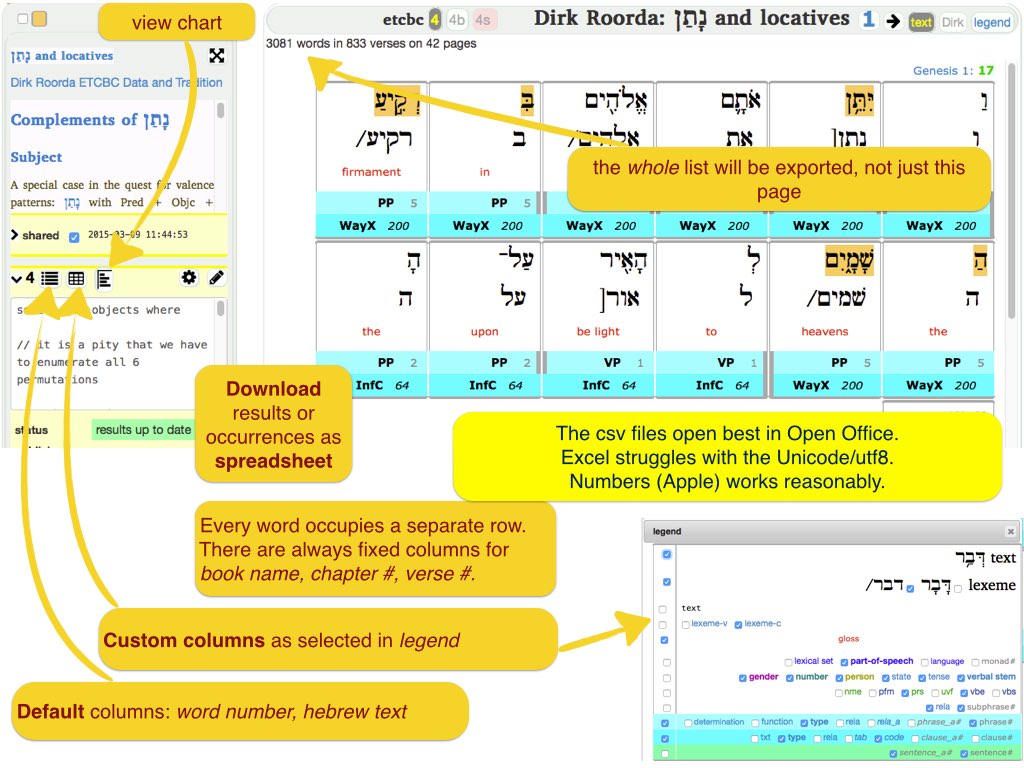 view chart
נָתַן and locatives
Dirk Roorda ETCBC Data and Tradition
Complements of נָתַן
Subject
A special case in the quest for valence
patterns: נָתַן with Pred + Objc +
shared 2015-03-09 11:44:53
4
objects where
// it is a pity that we have
to enumerate all 6
permutations
status results up to date
etcbc 4 4b 4s Dirk Roorda: נָתַן and locatives 1 text Dirk legend
3081 words in 833 verses on 42 pages
Genesis 1: 17
וַ יִּתֵּ֥ן אֹתָ֛ם אֱלֹהִ֖ים בִּ רְקִ֣יעַ
ו נתן[ את אלהים/ ב רקיע/
in firmament
PP 5 PP 5
WayX 200 WayX 200 WayX 200 WayX 200 WayX 200
the whole list will be exported, not just this
page
הַ שָּׁמָ֑יִם לְ הָאִ֖יר עַל־ הָ
ה שׁמים/ ל אור[ על ה
the heavens to be light upon the
PP 5 PP 5 VP 1 VP 1 PP 2 PP 2
WayX 200 WayX 200 InfC 64 InfC 64 InfC 64 InfC 64
Download
results or
occurrences as
spreadsheet
The csv files open best in Open Office.
Excel struggles with the Unicode/utf8.
Numbers (Apple) works reasonably.
Every word occupies a separate row.
There are always fixed columns for
book name, chapter #, verse #.
Custom columns as selected in legend
Default columns: word number, hebrew text
legend
דְּבַ֥ר text
דבר/ דָּבָר lexeme
text
lexeme-v lexeme-c
gloss
lexical set part-of-speech language monad#
gender number person state tense verbal stem
nme pfm prs uvf vbe vbs
rela subphrase#
determination function type rela rela_a phrase_a# phrase#
txt type rela tab code clause_a# clause#
sentence_a# sentence#